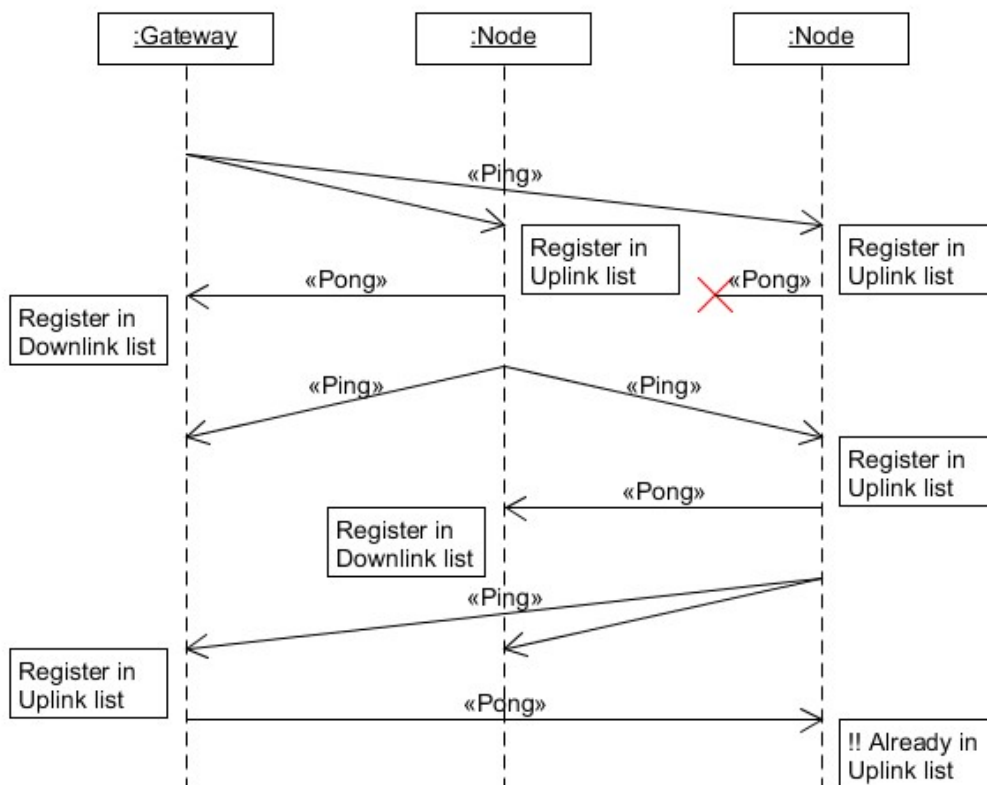 :Gateway
:Node
:Node
«Ping»
Register in
Uplink list
Register in
Uplink list
«Pong»
«Pong»
Register in
Downlink list
«Ping»
«Ping»
Register in
Uplink list
«Pong»
Register in
Downlink list
«Ping»
Register in
Uplink list
«Pong»
!! Already in
Uplink list